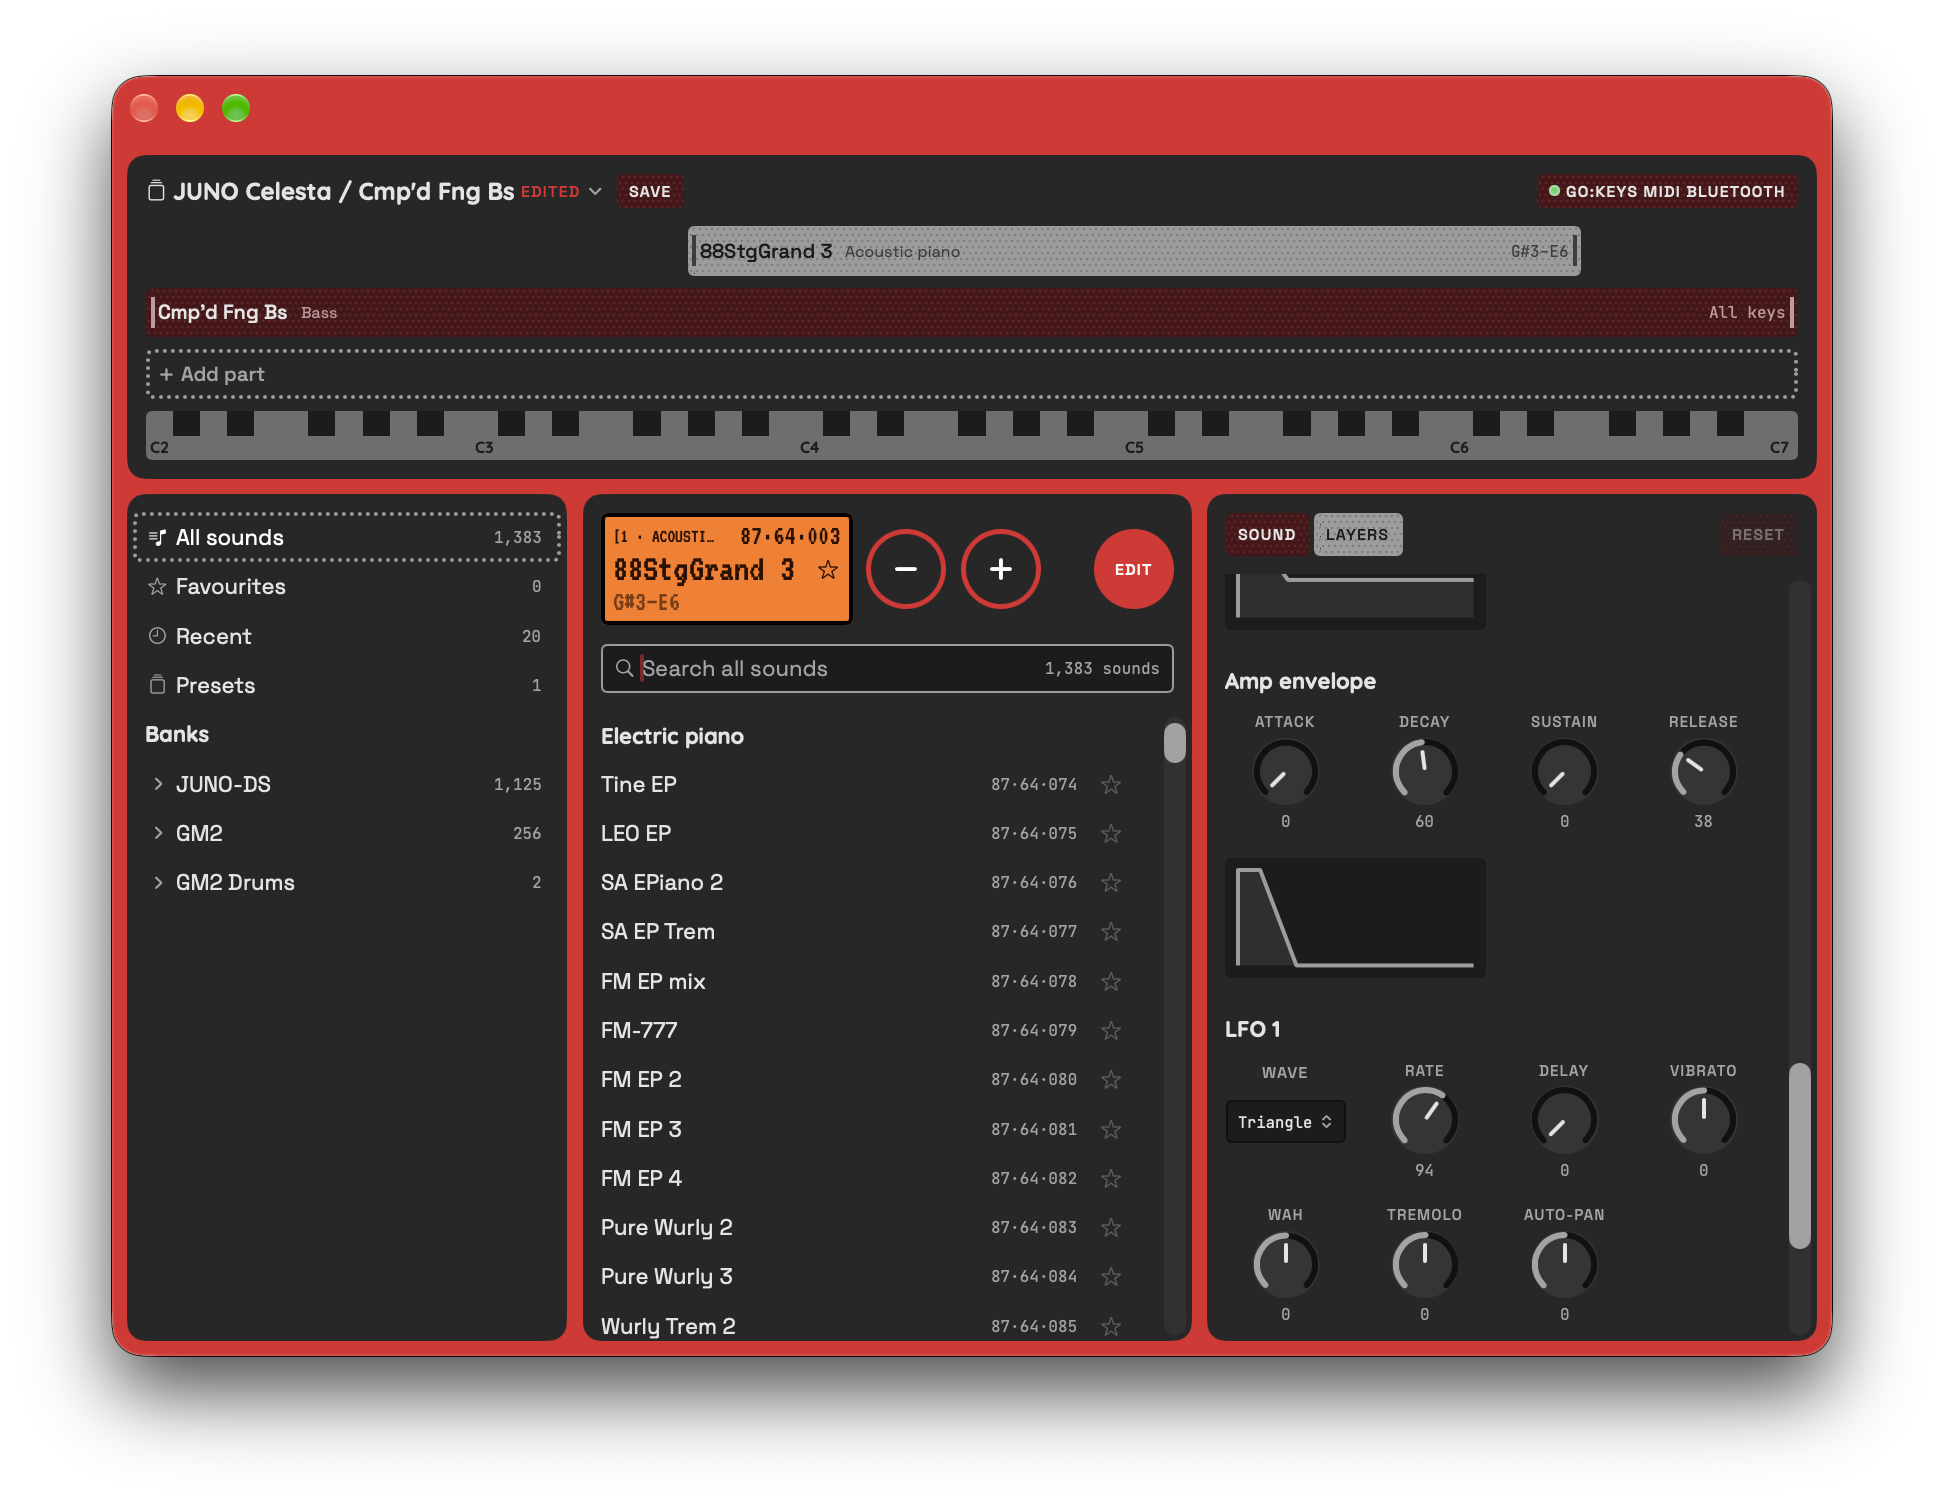 JUNO Celesta / Cmp'd Fng Bs EDITED SAVE
GO:KEYS MIDI BLUETOOTH
88StgGrand 3 Acoustic piano G#3–E6
Cmp'd Fng Bs Bass All keys
+ Add part
C2 C3 C4 C5 C6 C7
All sounds 1,383
Favourites 0
Recent 20
Presets 1
Banks
JUNO-DS 1,125
GM2 256
GM2 Drums 2
[1 · ACOUSTI… 87·64·003
88StgGrand 3
G#3–E6
EDIT
Search all sounds 1,383 sounds
Electric piano
Tine EP 87·64·074
LEO EP 87·64·075
SA EPiano 2 87·64·076
SA EP Trem 87·64·077
FM EP mix 87·64·078
FM-777 87·64·079
FM EP 2 87·64·080
FM EP 3 87·64·081
FM EP 4 87·64·082
Pure Wurly 2 87·64·083
Pure Wurly 3 87·64·084
Wurly Trem 2 87·64·085
SOUND LAYERS RESET
Amp envelope
ATTACK DECAY SUSTAIN RELEASE
0 60 0 38
LFO 1
WAVE RATE DELAY VIBRATO
Triangle
94 0 0
WAH TREMOLO AUTO-PAN
0 0 0